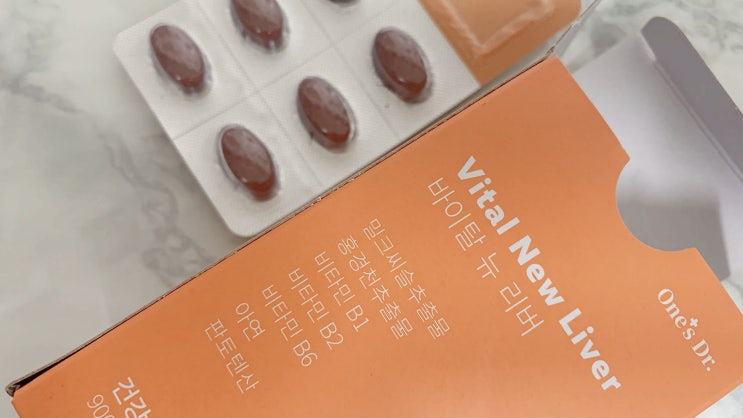 One's Dr.
Vital New Liver
바이탈 뉴 리버
밀크씨슬추출물
홍경천추출물
비타민 B1
비타민 B2
비타민 B6
아연
판토텐산